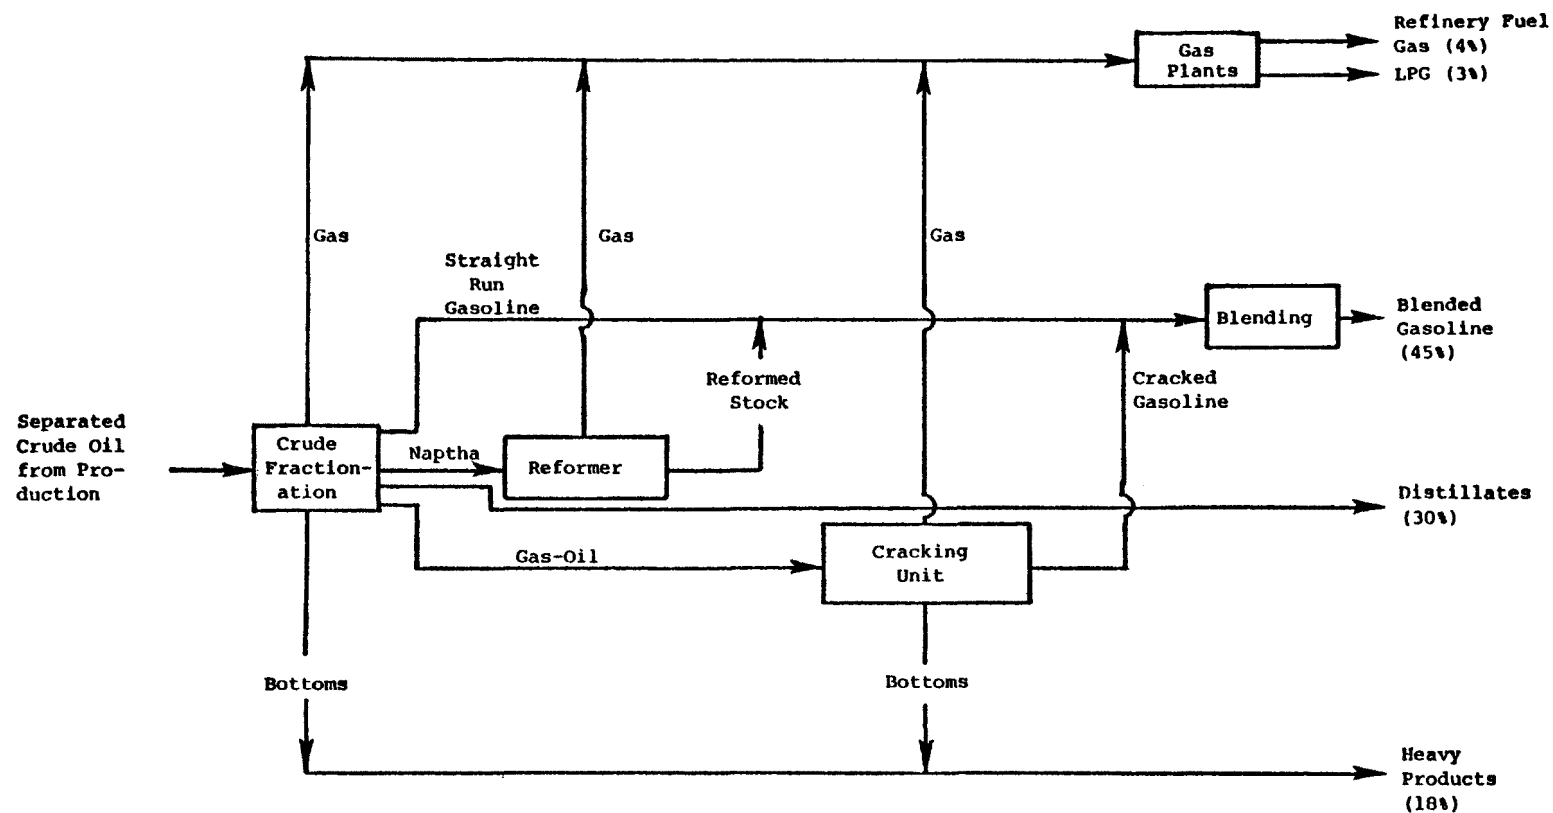 Refinery Fuel
Gas (4%)
LPG (3%)
Gas
Plants
Gas
Gas
Gas
Straight
Run
Gasoline
Blending
Blended
Gasoline
(45%)
Reformed
Stock
Cracked
Gasoline
Separated
Crude Oil
from Pro-
duction
Crude
Fraction-
ation
Naptha
Reformer
Distillates
(30%)
Gas-Oil
Cracking
Unit
Bottoms
Bottoms
Heavy
Products
(18%)